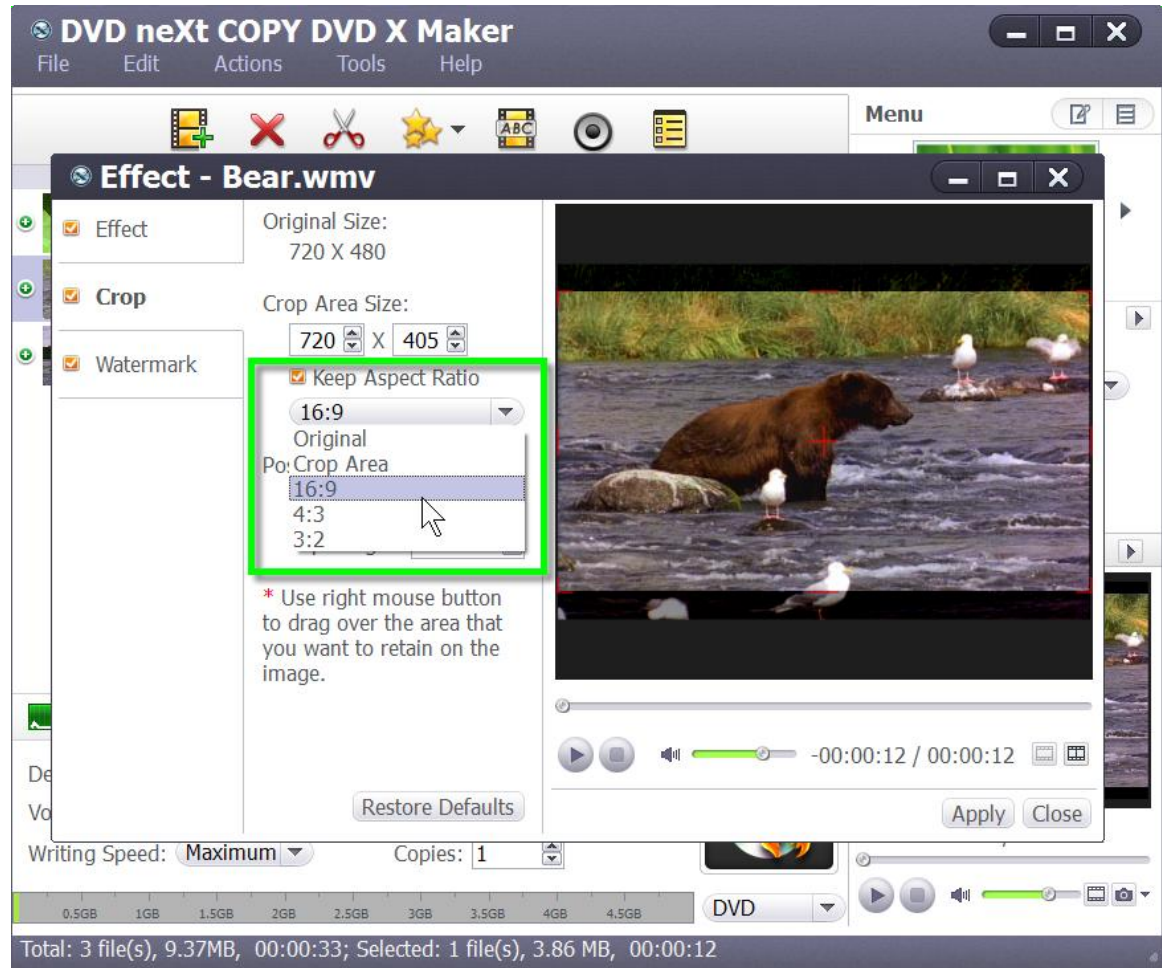 DVD neXt COPY DVD X Maker
File Edit Actions Tools Help
ABC
Menu
Effect - Bear.wmv
Effect
Crop
Watermark
Original Size:
720 X 480
Crop Area Size:
720 X 405
Keep Aspect Ratio
16:9
Original
Crop Area
16:9
4:3
3:2
* Use right mouse button
to drag over the area that
you want to retain on the
image.
Restore Defaults
-00:00:12 / 00:00:12
Apply Close
De
Vo
Writing Speed: Maximum Copies: 1
0.5GB 1GB 1.5GB 2GB 2.5GB 3GB 3.5GB 4GB 4.5GB
DVD
Total: 3 file(s), 9.37MB, 00:00:33; Selected: 1 file(s), 3.86 MB, 00:00:12